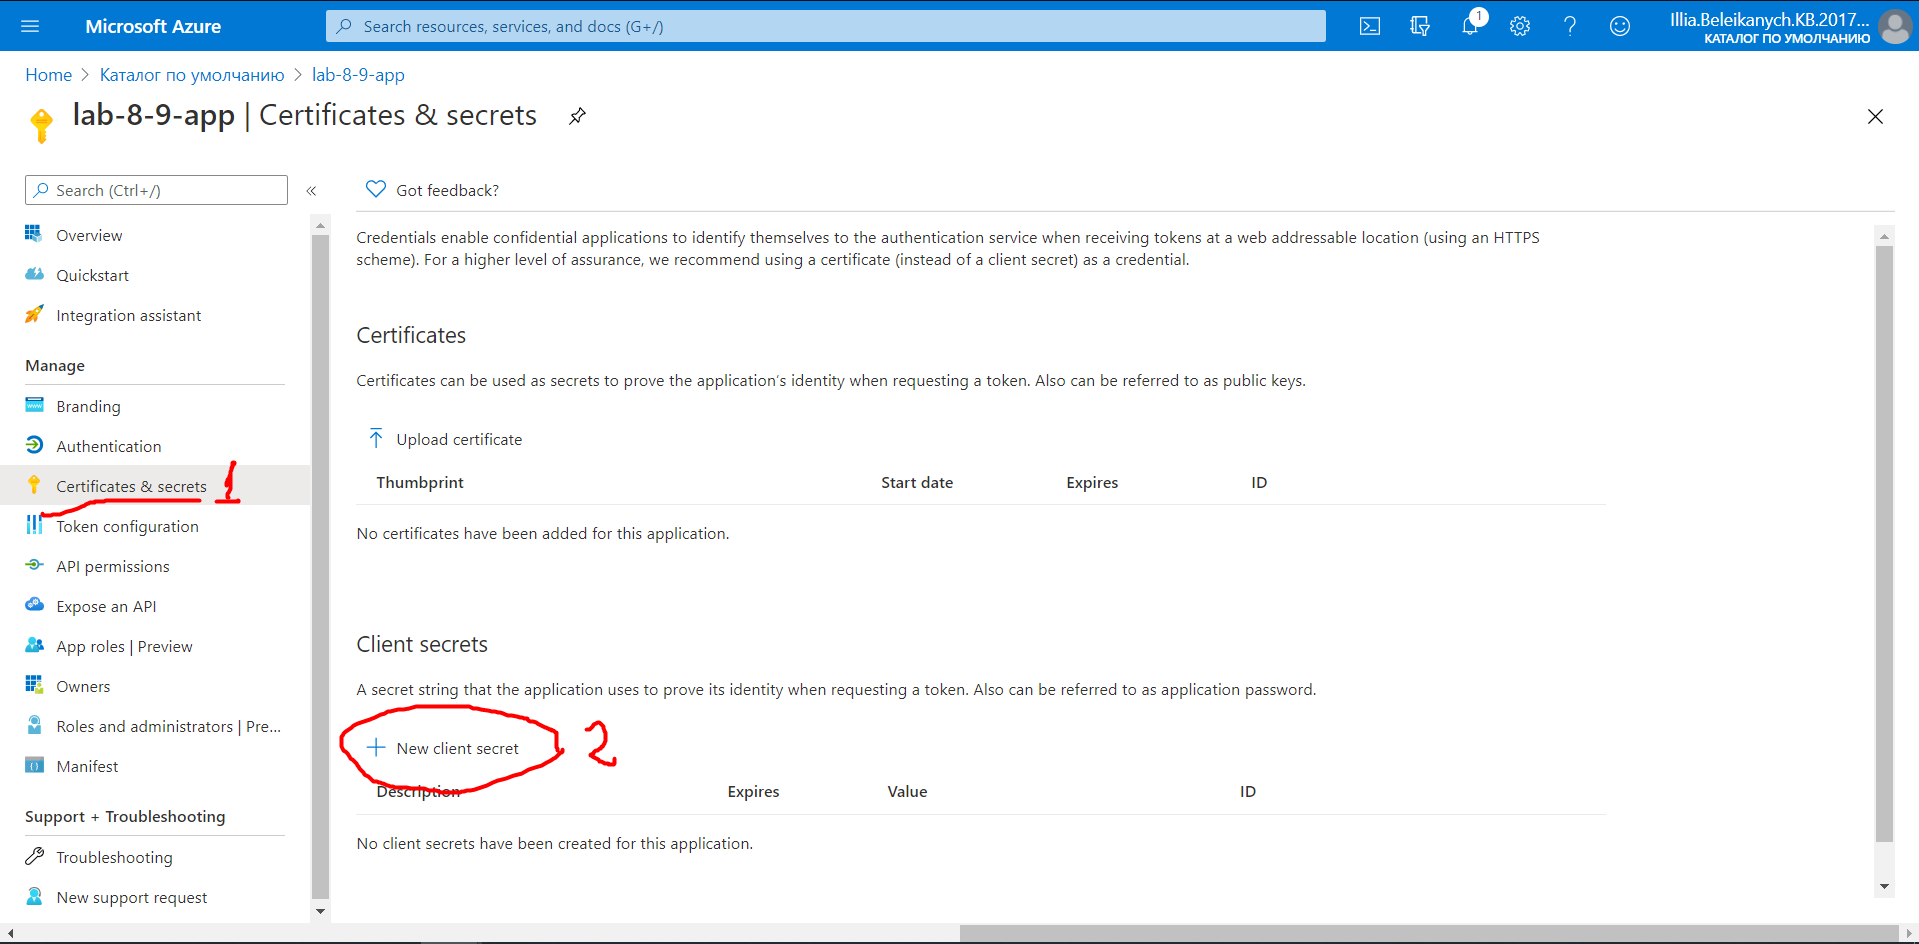 Microsoft Azure
Search resources, services, and docs (G+/)
1
Illia.Beleikanych.KB.2017...
КАТАЛОГ ПО УМОЛЧАНИЮ
Home > Каталог по умолчанию > lab-8-9-app
lab-8-9-app | Certificates & secrets
Search (Ctrl+/)
«
Overview
Quickstart
Integration assistant
Manage
Branding
Authentication
Certificates & secrets 1
Token configuration
API permissions
Expose an API
App roles | Preview
Owners
Roles and administrators | Pre...
Manifest
Support + Troubleshooting
Troubleshooting
New support request
Got feedback?
Credentials enable confidential applications to identify themselves to the authentication service when receiving tokens at a web addressable location (using an HTTPS
scheme). For a higher level of assurance, we recommend using a certificate (instead of a client secret) as a credential.
Certificates
Certificates can be used as secrets to prove the application's identity when requesting a token. Also can be referred to as public keys.
Upload certificate
Thumbprint Start date Expires ID
No certificates have been added for this application.
Client secrets
A secret string that the application uses to prove its identity when requesting a token. Also can be referred to as application password.
New client secret 2
Description Expires Value ID
No client secrets have been created for this application.